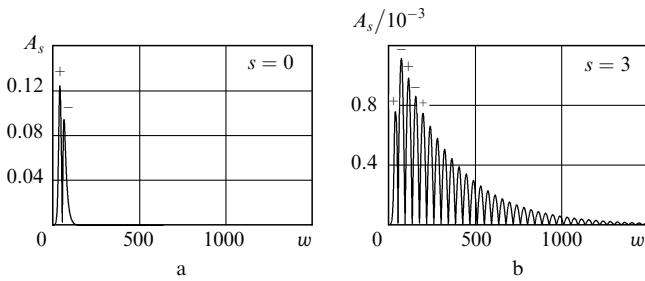 A_s
s = 0
+
−
0.12
0.08
0.04
0
500
1000
w
a
A_s/10^{-3}
s = 3
−
+
+
−
+
0.8
0.4
0
500
1000
w
b